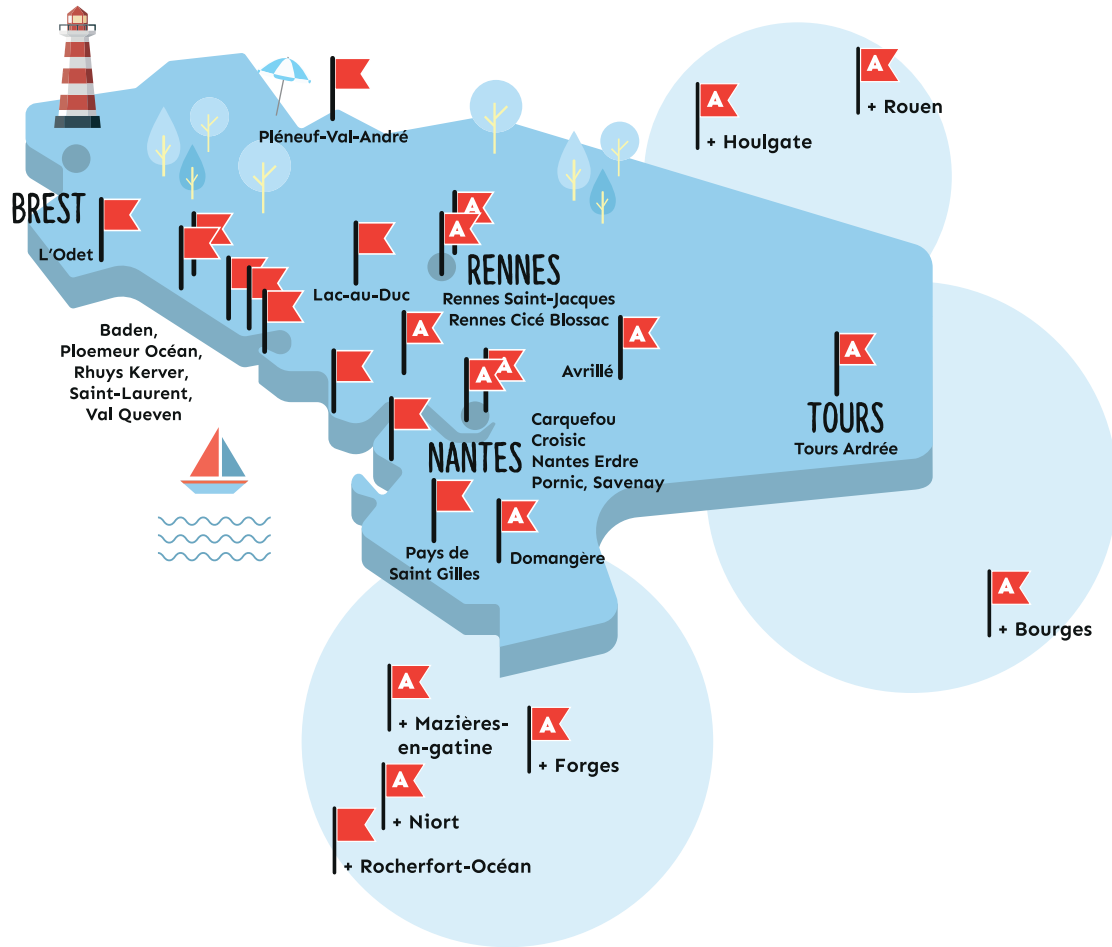 A
+ Rouen
A
+ Houlgate
Pléneuf-Val-André
BREST
L'Odet
A
A
RENNES
Rennes Saint-Jacques
Rennes Cicé Blossac
Lac-au-Duc
Baden,
Ploemeur Océan,
Rhuys Kerver,
Saint-Laurent,
Val Queven
A
A
Avrillé
A
TOURS
Tours Ardrée
A
A
NANTES
Carquefou
Croisic
Nantes Erdre
Pornic, Savenay
Pays de
Saint Gilles
A
Domangère
A
+ Bourges
A
+ Mazières-
en-gatine
A
+ Forges
A
+ Niort
+ Rocherfort-Océan